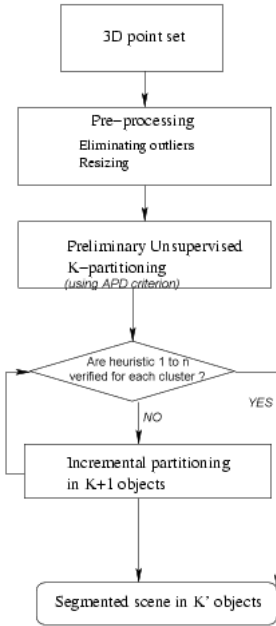 3D point set
Pre-processing
Eliminating outliers
Resizing
Preliminary Unsupervised
K-partitioning
(using APD criterion)
Are heuristic 1 to n
verified for each cluster ?
YES
NO
Incremental partitioning
in K+1 objects
Segmented scene in K' objects